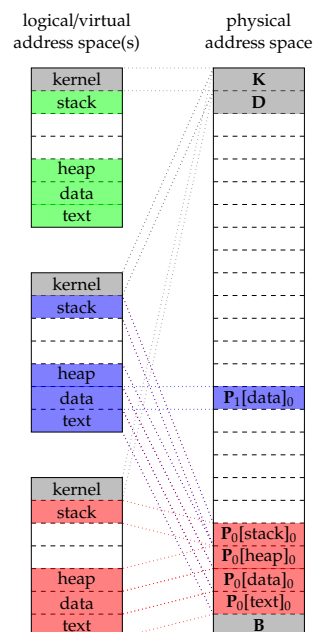 logical/virtual
address space(s)
physical
address space
kernel
stack
heap
data
text
kernel
stack
heap
data
text
kernel
stack
heap
data
text
K
D
P₁[data]₀
P₀[stack]₀
P₀[heap]₀
P₀[data]₀
P₀[text]₀
B